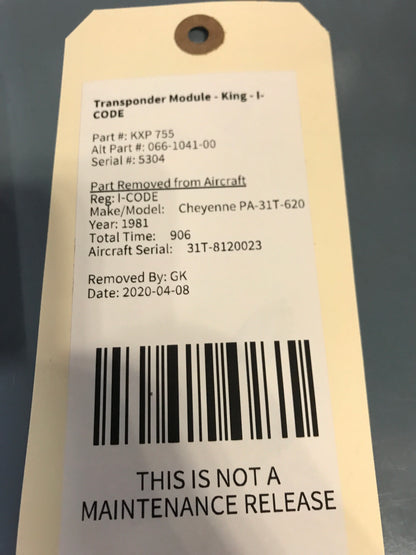 Transponder Module - King - I-
CODE
Part #: KXP 755
Alt Part #: 066-1041-00
Serial #: 5304
Part Removed from Aircraft
Reg: I-CODE
Make/Model: Cheyenne PA-31T-620
Year: 1981
Total Time: 906
Aircraft Serial: 31T-8120023
Removed By: GK
Date: 2020-04-08
THIS IS NOT A
MAINTENANCE RELEASE